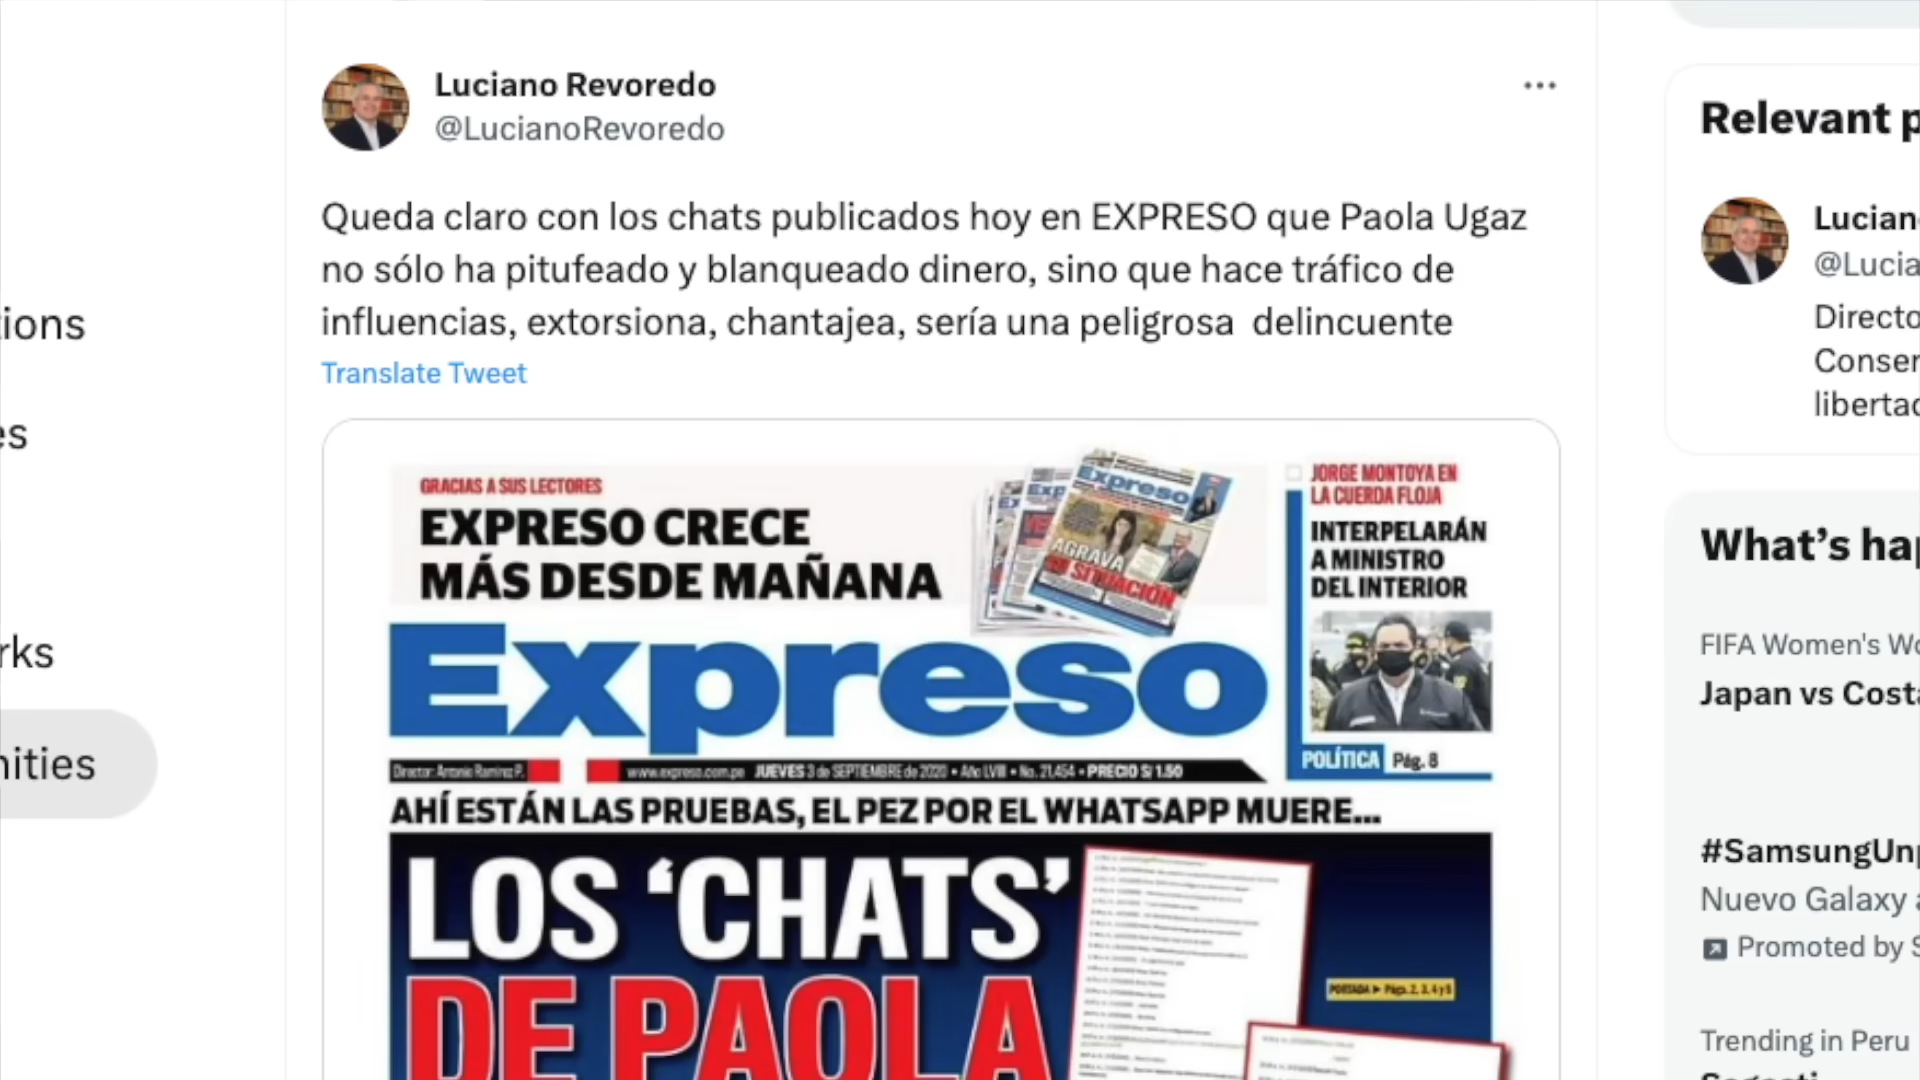 Luciano Revoredo
@LucianoRevoredo
Queda claro con los chats publicados hoy en EXPRESO que Paola Ugaz
no sólo ha pitufeado y blanqueado dinero, sino que hace tráfico de
influencias, extorsiona, chantajea, sería una peligrosa delincuente
Translate Tweet
GRACIAS A SUS LECTORES
EXPRESO CRECE
MÁS DESDE MAÑANA
Expreso
AGRAVA
SU SITUACIÓN
JORGE MONTOYA EN
LA CUERDA FLOJA
INTERPELARÁN
A MINISTRO
DEL INTERIOR
POLÍTICA Pág. 8
Expreso
Director: Antonio Ramírez P.
www.expreso.com.pe JUEVES 3 de SEPTIEMBRE de 2020 • Año LVIII • No. 21,454 • PRECIO S/ 1.50
AHÍ ESTÁN LAS PRUEBAS, EL PEZ POR EL WHATSAPP MUERE...
LOS ‘CHATS’
DE PAOLA
PORTADA ▶ Págs. 2, 3, 4 y 5
ions
es
rks
nities
Relevant p
Lucian
@Lucia
Directo
Conser
libertad
What’s hap
FIFA Women's Wo
Japan vs Costa
#SamsungUnp
Nuevo Galaxy a
Promoted by S
Trending in Peru
Sagasti